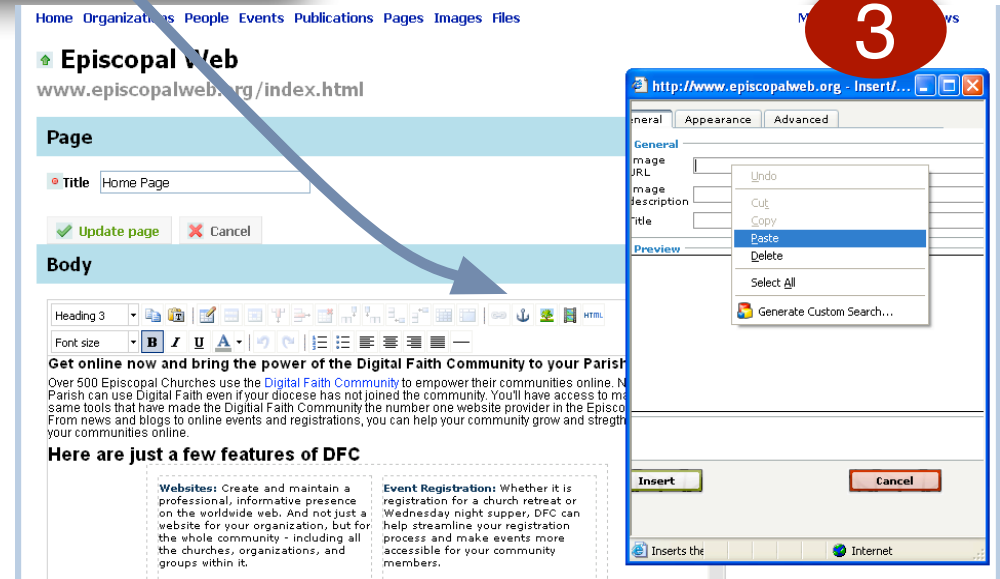 Home Organizations People Events Publications Pages Images Files
3
Episcopal Web
www.episcopalweb.org/index.html
Page
Title Home Page
Update page Cancel
Body
Heading 3 HTML
Font size B I U A
Get online now and bring the power of the Digital Faith Community to your Parish
Over 500 Episcopal Churches use the Digital Faith Community to empower their communities online. N
Parish can use Digital Faith even if your diocese has not joined the community. You'll have access to ma
same tools that have made the Digitial Faith Community the number one website provider in the Episco
From news and blogs to online events and registrations, you can help your community grow and stregth
your communities online.
Here are just a few features of DFC
Websites: Create and maintain a
professional, informative presence
on the worldwide web. And not just a
website for your organization, but for
the whole community - including all
the churches, organizations, and
groups within it.
Event Registration: Whether it is
registration for a church retreat or
Wednesday night supper, DFC can
help streamline your registration
process and make events more
accessible for your community
members.
http://www.episcopalweb.org - Insert/...
eneral Appearance Advanced
General
mage
URL
mage
description
Title
Preview
Undo
Cut
Copy
Paste
Delete
Select All
Generate Custom Search...
Insert Cancel
Inserts the Internet